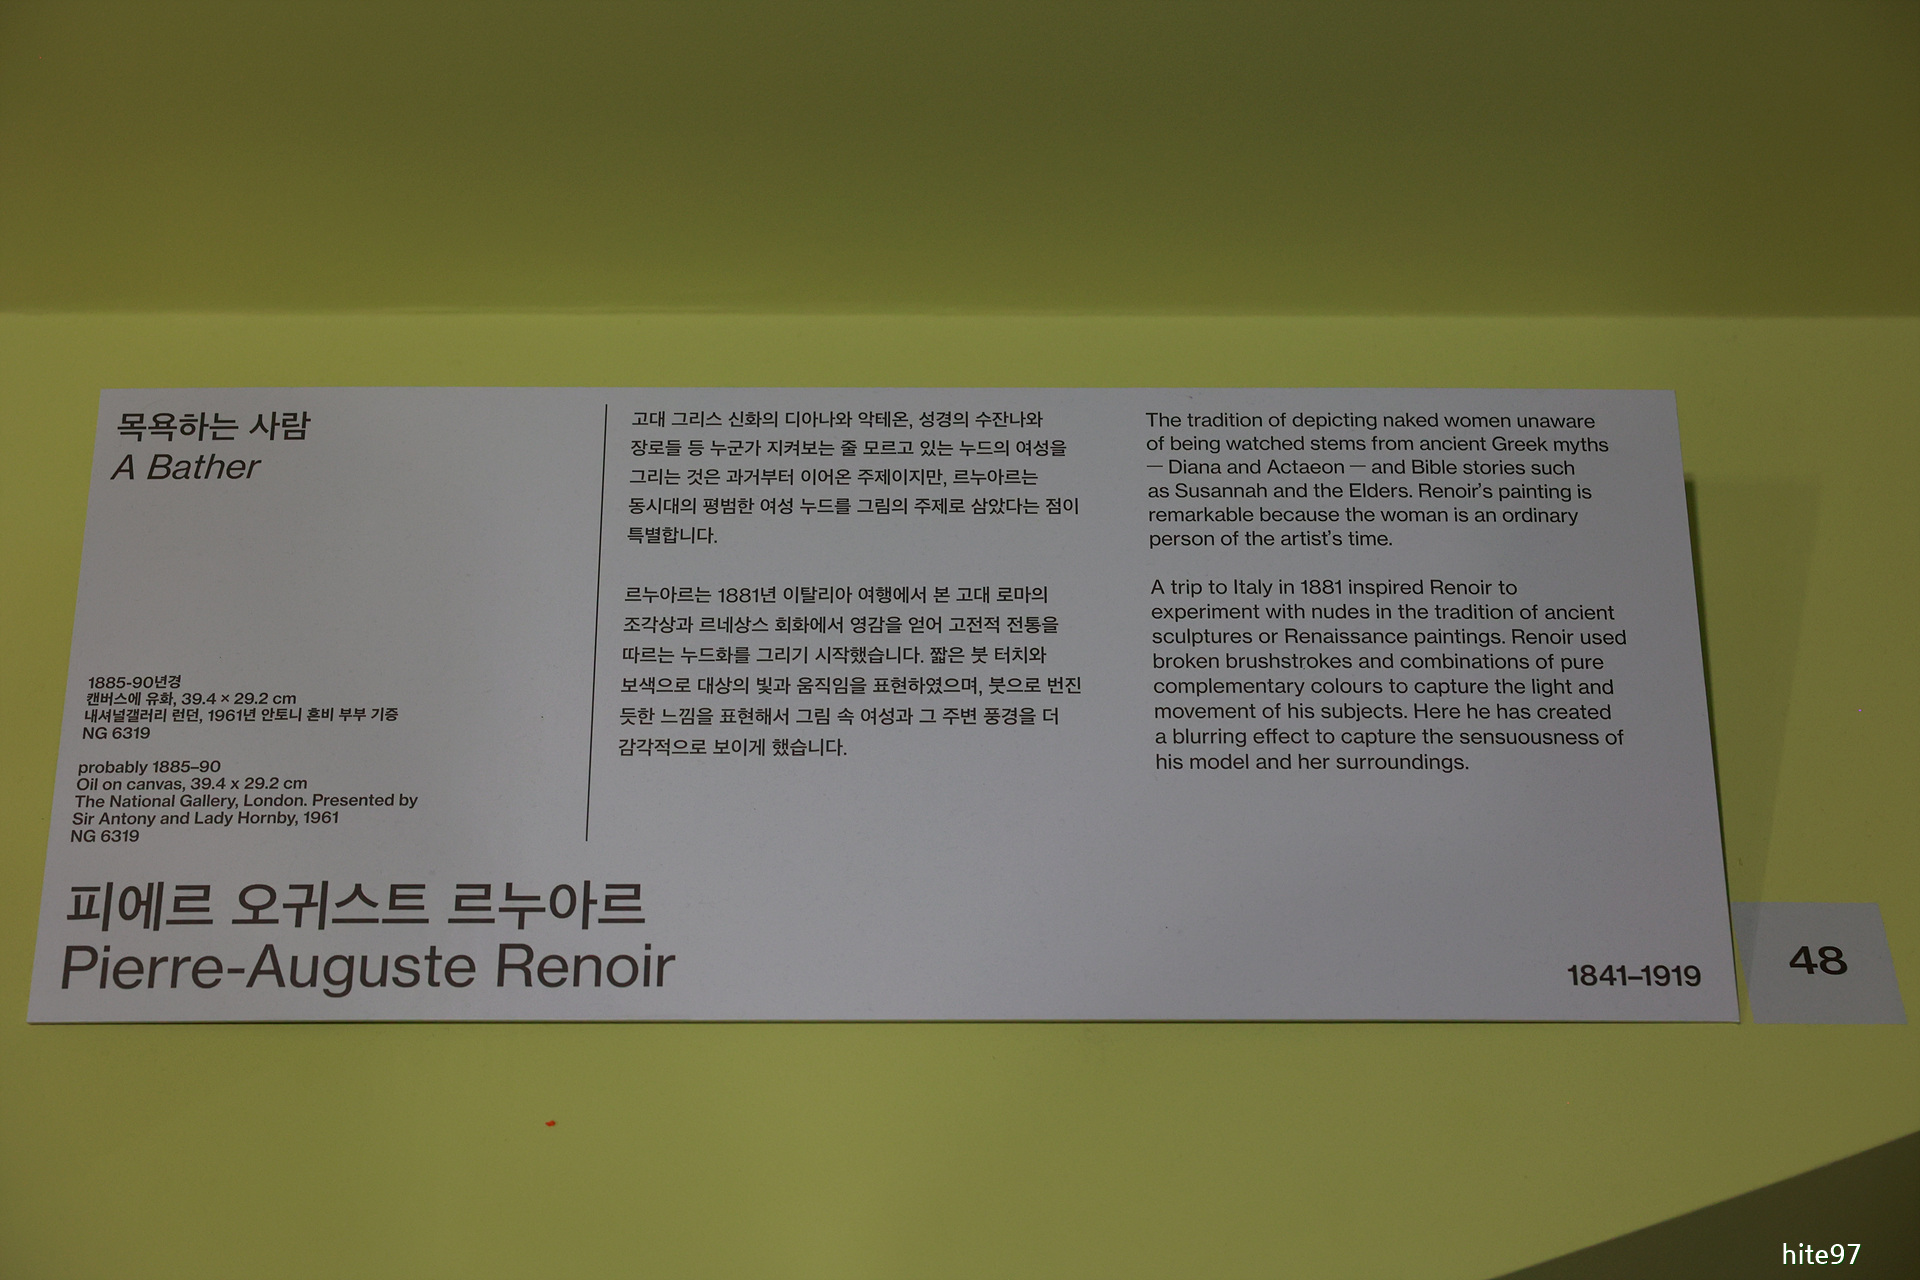 목욕하는 사람
A Bather
1885-90년경
캔버스에 유화, 39.4 × 29.2 cm
내셔널갤러리 런던, 1961년 안토니 혼비 부부 기증
NG 6319
probably 1885–90
Oil on canvas, 39.4 x 29.2 cm
The National Gallery, London. Presented by
Sir Antony and Lady Hornby, 1961
NG 6319
고대 그리스 신화의 디아나와 악테온, 성경의 수잔나와
장로들 등 누군가 지켜보는 줄 모르고 있는 누드의 여성을
그리는 것은 과거부터 이어온 주제이지만, 르누아르는
동시대의 평범한 여성 누드를 그림의 주제로 삼았다는 점이
특별합니다.
르누아르는 1881년 이탈리아 여행에서 본 고대 로마의
조각상과 르네상스 회화에서 영감을 얻어 고전적 전통을
따르는 누드화를 그리기 시작했습니다. 짧은 붓 터치와
보색으로 대상의 빛과 움직임을 표현하였으며, 붓으로 번진
듯한 느낌을 표현해서 그림 속 여성과 그 주변 풍경을 더
감각적으로 보이게 했습니다.
The tradition of depicting naked women unaware
of being watched stems from ancient Greek myths
— Diana and Actaeon — and Bible stories such
as Susannah and the Elders. Renoir’s painting is
remarkable because the woman is an ordinary
person of the artist’s time.
A trip to Italy in 1881 inspired Renoir to
experiment with nudes in the tradition of ancient
sculptures or Renaissance paintings. Renoir used
broken brushstrokes and combinations of pure
complementary colours to capture the light and
movement of his subjects. Here he has created
a blurring effect to capture the sensuousness of
his model and her surroundings.
피에르 오귀스트 르누아르
Pierre-Auguste Renoir
1841–1919
48
hite97